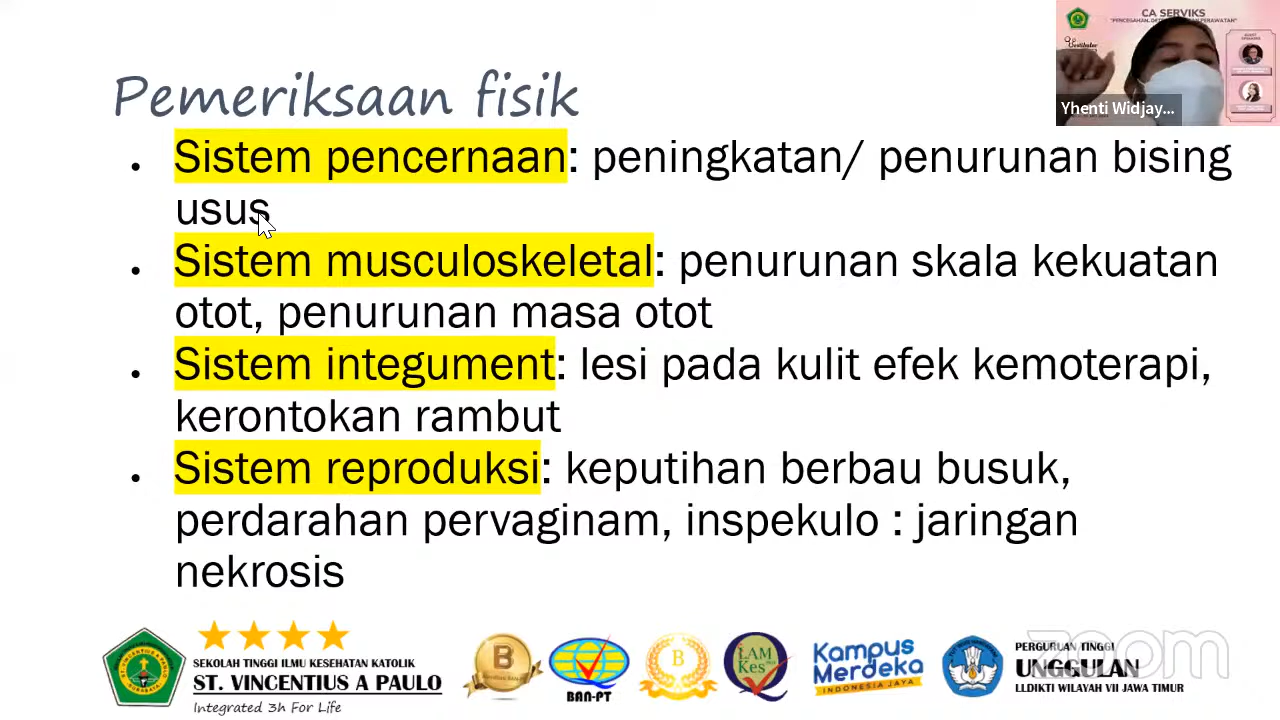 CA SERVIKS
Yhenti Widjay...
Pemeriksaan fisik
• Sistem pencernaan: peningkatan/ penurunan bising
usus
• Sistem musculoskeletal: penurunan skala kekuatan
otot, penurunan masa otot
• Sistem integument: lesi pada kulit efek kemoterapi,
kerontokan rambut
• Sistem reproduksi: keputihan berbau busuk,
perdarahan pervaginam, inspekulo : jaringan
nekrosis
SEKOLAH TINGGI ILMU KESEHATAN KATOLIK
ST. VINCENTIUS A PAULO
Integrated 3h For Life
B
BAN-PT
B
LAM
Kes
Kampus
Merdeka
INDONESIA JAYA
PERGURUAN TINGGI
UNGGULAN
LLDIKTI WILAYAH VII JAWA TIMUR
zoom